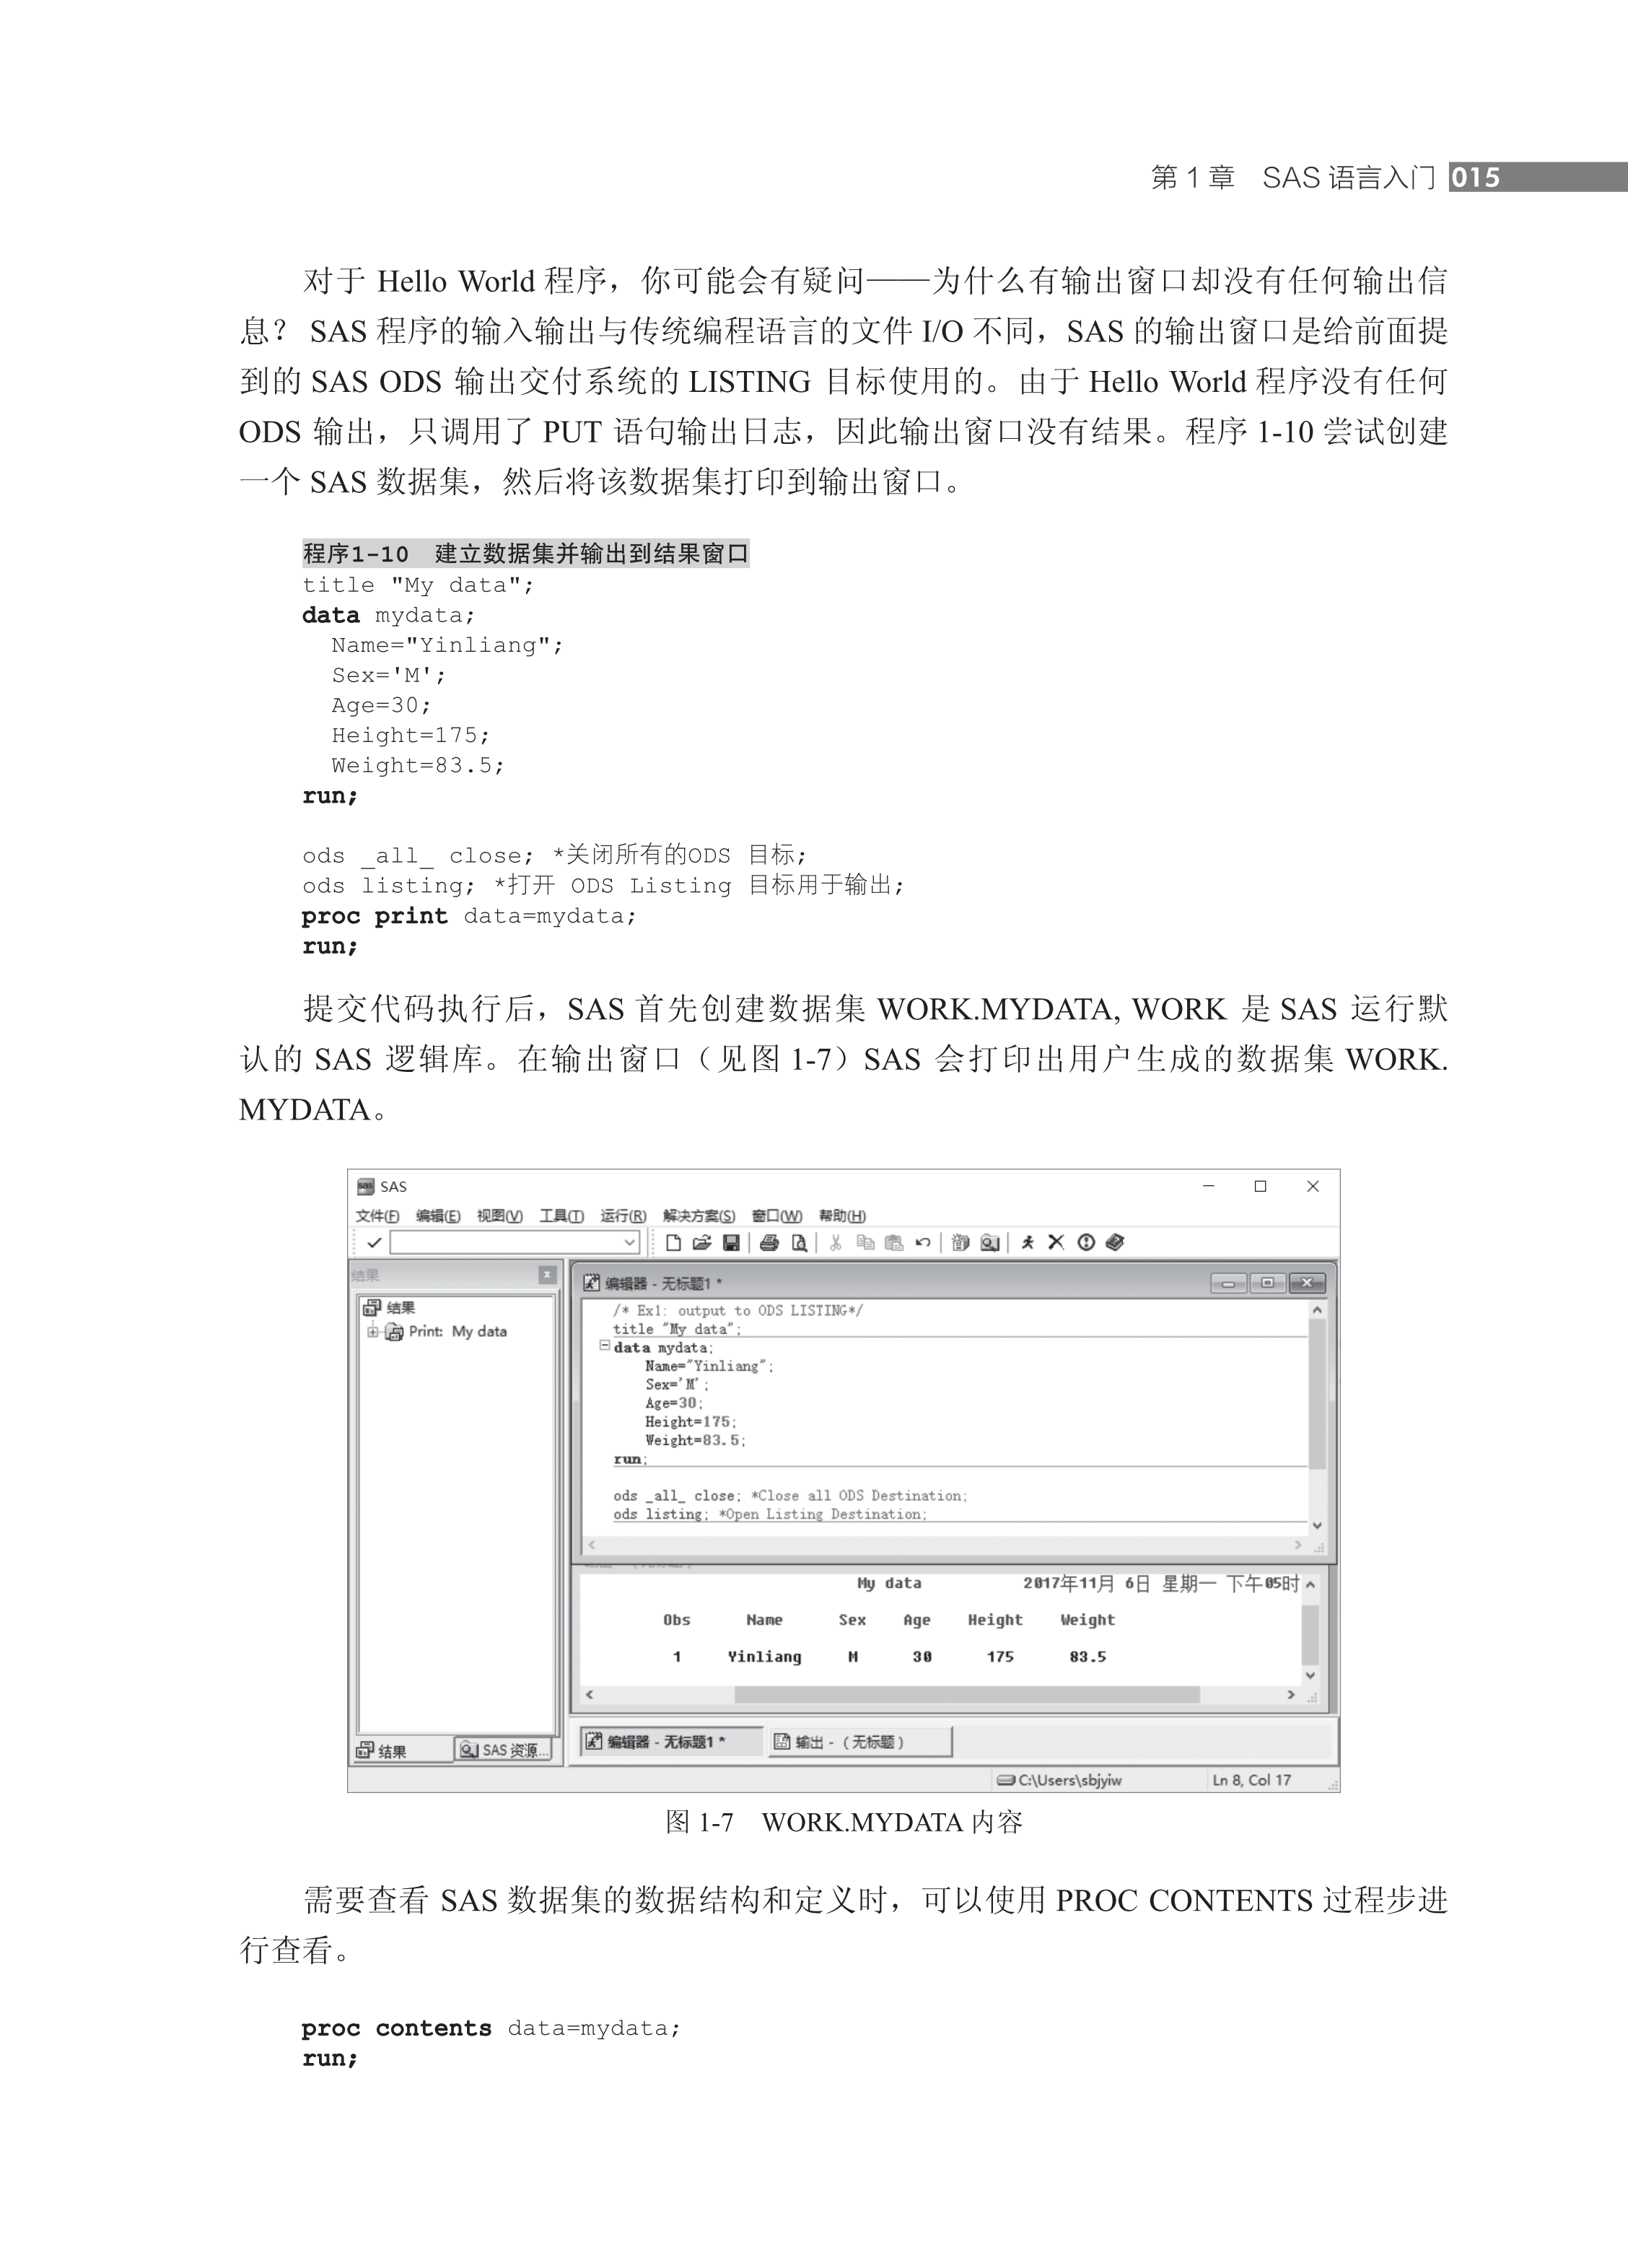 第 1 章 SAS 语言入门 015
对于 Hello World 程序，你可能会有疑问——为什么有输出窗口却没有任何输出信
息？ SAS 程序的输入输出与传统编程语言的文件 I/O 不同，SAS 的输出窗口是给前面提
到的 SAS ODS 输出交付系统的 LISTING 目标使用的。由于 Hello World 程序没有任何
ODS 输出，只调用了 PUT 语句输出日志，因此输出窗口没有结果。程序 1-10 尝试创建
一个 SAS 数据集，然后将该数据集打印到输出窗口。
程序1-10 建立数据集并输出到结果窗口
title "My data";
data mydata;
Name="Yinliang";
Sex='M';
Age=30;
Height=175;
Weight=83.5;
run;
ods _all_ close; *关闭所有的ODS 目标;
ods listing; *打开 ODS Listing 目标用于输出;
proc print data=mydata;
run;
提交代码执行后，SAS 首先创建数据集 WORK.MYDATA, WORK 是 SAS 运行默
认的 SAS 逻辑库。在输出窗口（见图 1-7）SAS 会打印出用户生成的数据集 WORK.
MYDATA。
sas SAS
文件(F) 编辑(E) 视图(V) 工具(T) 运行(R) 解决方案(S) 窗口(W) 帮助(H)
结果
结果
Print: My data
编辑器 - 无标题1 *
/* Ex1: output to ODS LISTING*/
title "My data";
data mydata;
Name="Yinliang";
Sex='M';
Age=30;
Height=175;
Weight=83.5;
run;
ods _all_ close; *Close all ODS Destination;
ods listing; *Open Listing Destination;
My data 2017年11月 6日 星期一 下午05时
Obs Name Sex Age Height Weight
1 Yinliang M 30 175 83.5
结果 SAS 资源... 编辑器 - 无标题1 * 输出 - （无标题）
C:\Users\sbjyiw Ln 8, Col 17
图 1-7 WORK.MYDATA 内容
需要查看 SAS 数据集的数据结构和定义时，可以使用 PROC CONTENTS 过程步进
行查看。
proc contents data=mydata;
run;